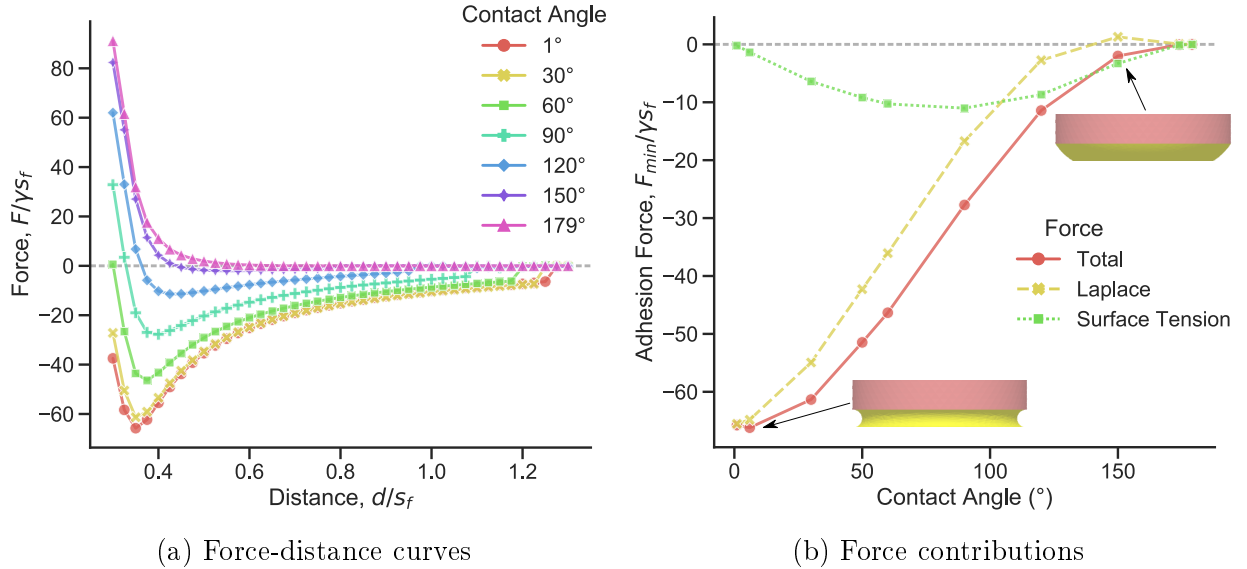 Contact Angle
1°
30°
60°
90°
120°
150°
179°
80
60
40
20
0
−20
−40
−60
Force, F/γs_f
0.4
0.6
0.8
1.0
1.2
Distance, d/s_f
(a) Force-distance curves
0
−10
−20
−30
−40
−50
−60
Adhesion Force, F_min/γs_f
Force
Total
Laplace
Surface Tension
0
50
100
150
Contact Angle (°)
(b) Force contributions